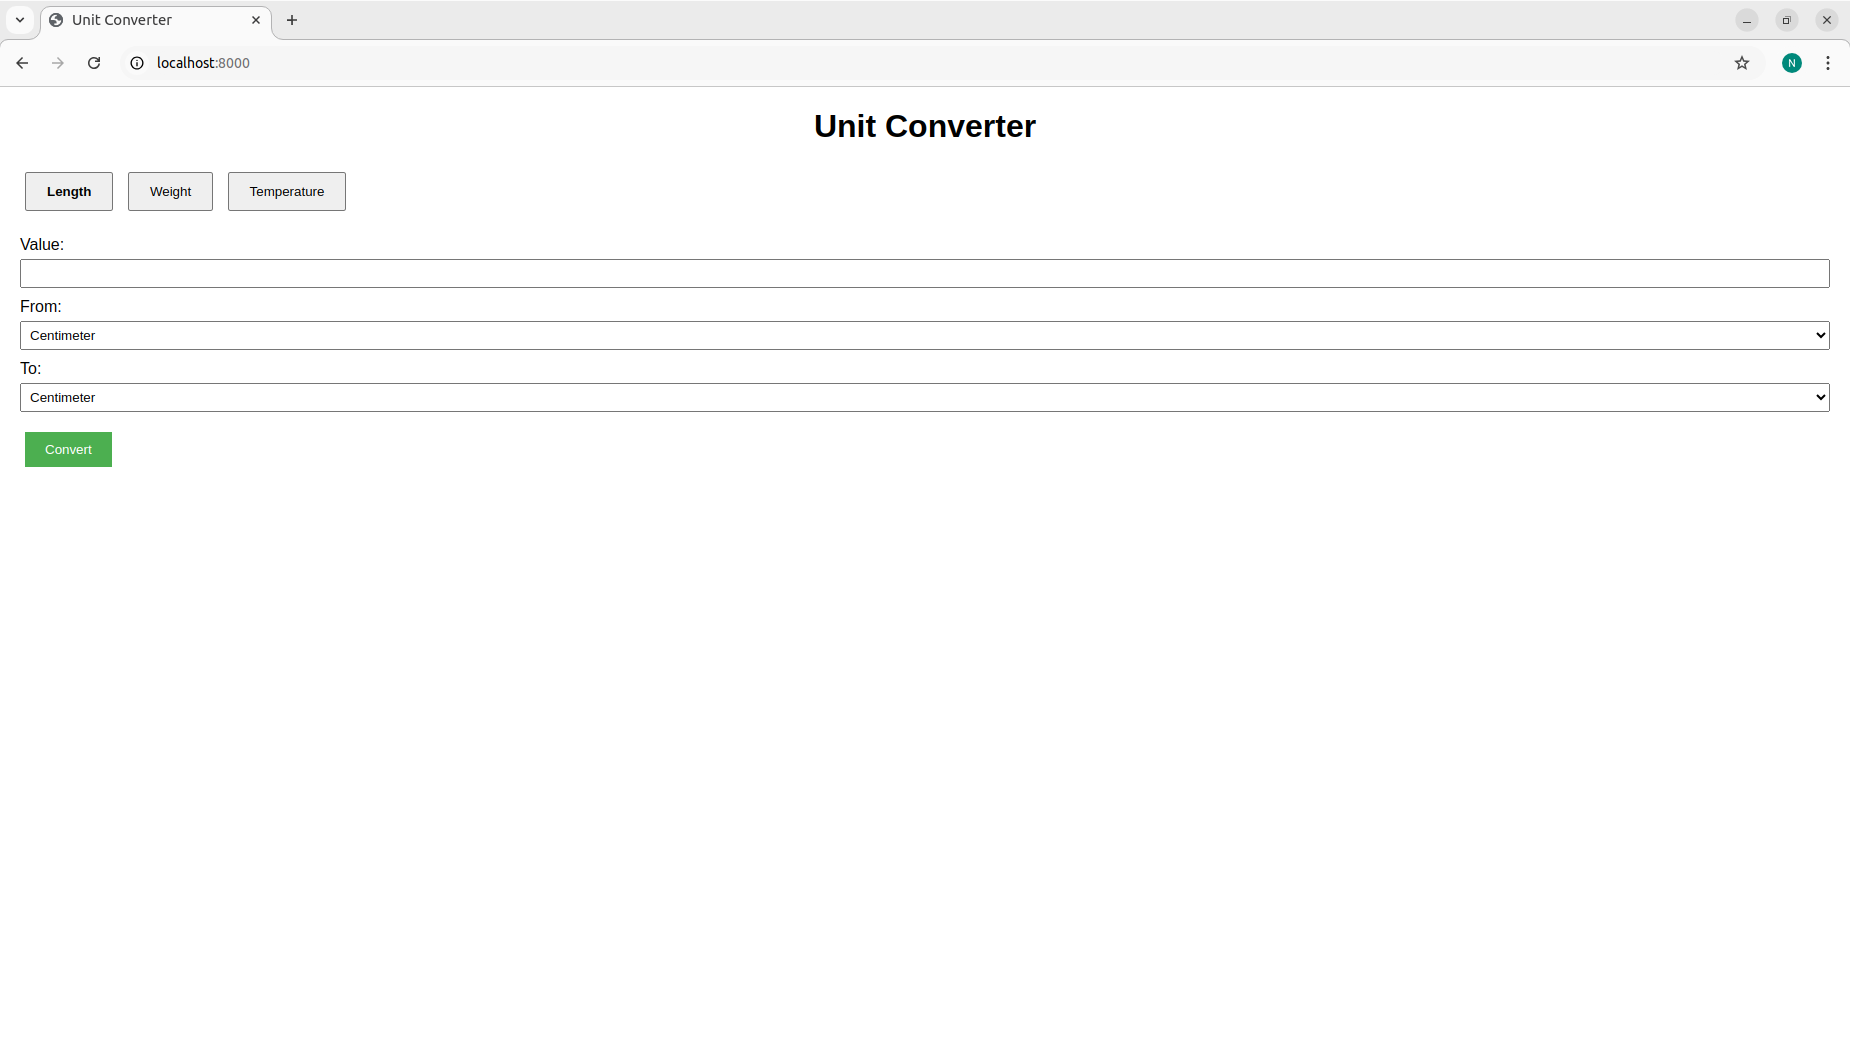 Unit Converter
localhost:8000
N
Unit Converter
Length Weight Temperature
Value:
From:
Centimeter
To:
Centimeter
Convert